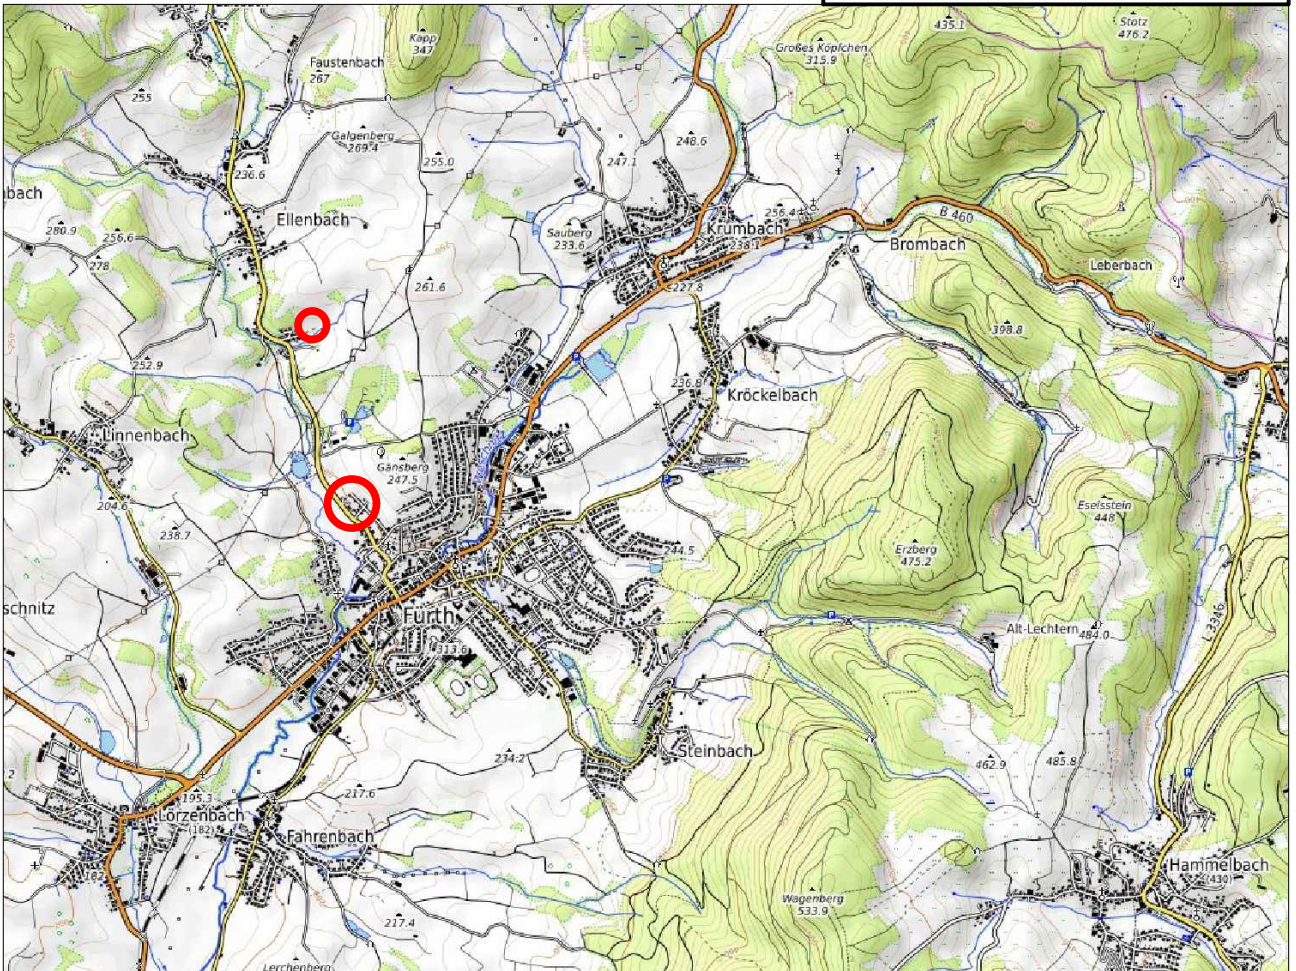 435.1
Stotz
476.2
Kapp
347
Großes Köpfchen
315.9
Faustenbach
267
255
Galgenberg
269.4
255.0
247.1
248.6
236.6
bach
Ellenbach
280.9
256.6
278
Sauberg
233.6
256.4
Krumbach
238.1
B 460
Brombach
Leberbach
261.6
227.8
398.8
252.9
236.8
Kröckelbach
Linnenbach
Gänsberg
247.5
204.6
238.7
Eselsstein
448
244.5
Erzberg
475.2
schnitz
Fürth
313.6
Alt-Lechtern
484.0
L 3346
Steinbach
234.2
462.9
485.8
2
195.3
217.6
Lörzenbach
(182)
Fahrenbach
182
Hammelbach
(430)
Wagenberg
533.9
217.4
Lerchenberg